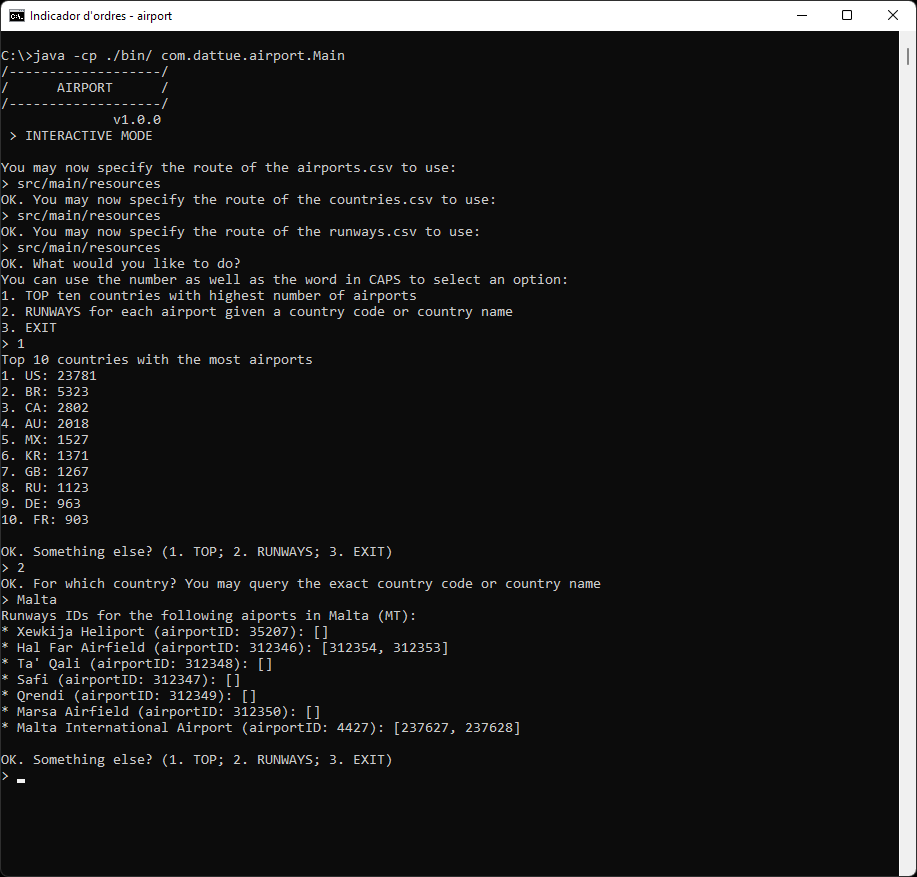 Indicador d'ordres - airport
C:\>java -cp ./bin/ com.dattue.airport.Main
/-------------------/
/      AIRPORT      /
/-------------------/
              v1.0.0
 > INTERACTIVE MODE
You may now specify the route of the airports.csv to use:
> src/main/resources
OK. You may now specify the route of the countries.csv to use:
> src/main/resources
OK. You may now specify the route of the runways.csv to use:
> src/main/resources
OK. What would you like to do?
You can use the number as well as the word in CAPS to select an option:
1. TOP ten countries with highest number of airports
2. RUNWAYS for each airport given a country code or country name
3. EXIT
> 1
Top 10 countries with the most airports
1. US: 23781
2. BR: 5323
3. CA: 2802
4. AU: 2018
5. MX: 1527
6. KR: 1371
7. GB: 1267
8. RU: 1123
9. DE: 963
10. FR: 903
OK. Something else? (1. TOP; 2. RUNWAYS; 3. EXIT)
> 2
OK. For which country? You may query the exact country code or country name
> Malta
Runways IDs for the following aiports in Malta (MT):
* Xewkija Heliport (airportID: 35207): []
* Hal Far Airfield (airportID: 312346): [312354, 312353]
* Ta' Qali (airportID: 312348): []
* Safi (airportID: 312347): []
* Qrendi (airportID: 312349): []
* Marsa Airfield (airportID: 312350): []
* Malta International Airport (airportID: 4427): [237627, 237628]
OK. Something else? (1. TOP; 2. RUNWAYS; 3. EXIT)
>